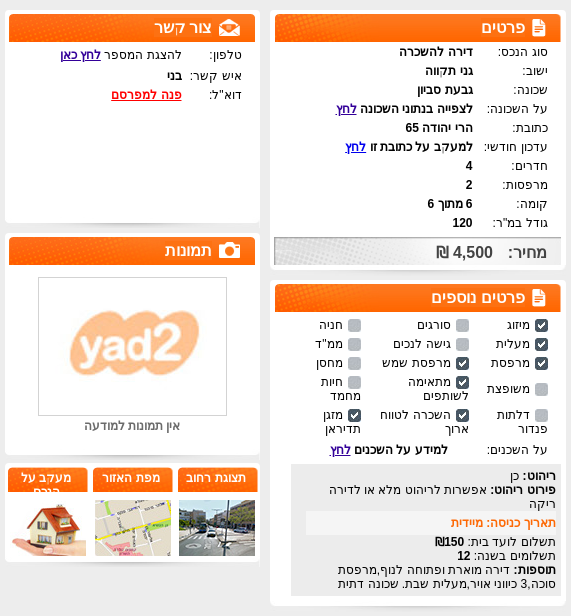 פרטים
סוג הנכס: דירה להשכרה
ישוב: גני תקווה
שכונה: גבעת סביון
על השכונה: לצפייה בנתוני השכונה לחץ
כתובת: הרי יהודה 65
עדכון חודשי: למעקב על כתובת זו לחץ
חדרים: 4
מרפסות: 2
קומה: 6 מתוך 6
גודל במ"ר: 120
מחיר: 4,500 ₪
פרטים נוספים
מיזוג סורגים חניה
מעלית גישה לנכים ממ"ד
מרפסת מרפסת שמש מחסן
משופצת מתאימה לשותפים חיות מחמד
דלתות פנדור השכרה לטווח ארוך מזגן תדיראן
על השכנים: למידע על השכנים לחץ
ריהוט: כן
פירוט ריהוט: אפשרות לריהוט מלא או לדירה
ריקה
תאריך כניסה: מיידית
תשלום לועד בית: 150₪
תשלומים בשנה: 12
תוספות: דירה מוארת ופתוחה לנוף,מרפסת
סוכה,3 כיווני אויר,מעלית שבת. שכונה דתית
צור קשר
טלפון: להצגת המספר לחץ כאן
איש קשר: בני
דוא"ל: פנה למפרסם
תמונות
yad2
אין תמונות למודעה
תצוגת רחוב
מפת האזור
מעקב על
הנכס